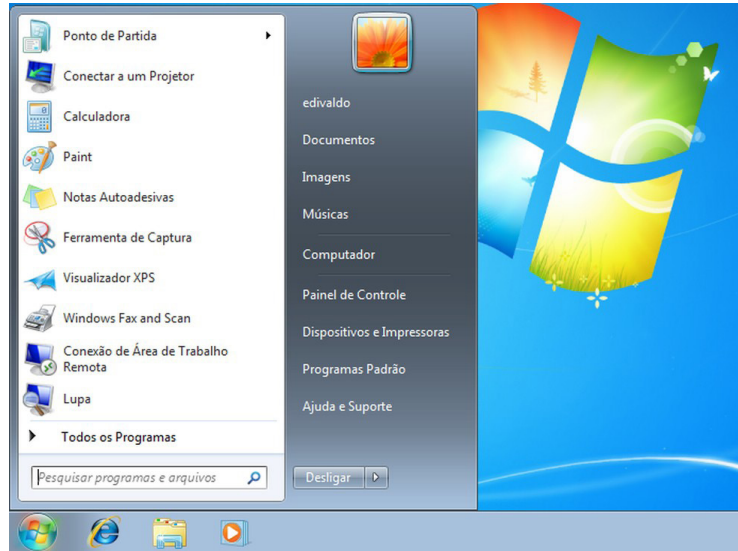 Ponto de Partida
Conectar a um Projetor
Calculadora
Paint
Notas Autoadesivas
Ferramenta de Captura
Visualizador XPS
Windows Fax and Scan
Conexão de Área de Trabalho
Remota
Lupa
Todos os Programas
Pesquisar programas e arquivos
edivaldo
Documentos
Imagens
Músicas
Computador
Painel de Controle
Dispositivos e Impressoras
Programas Padrão
Ajuda e Suporte
Desligar